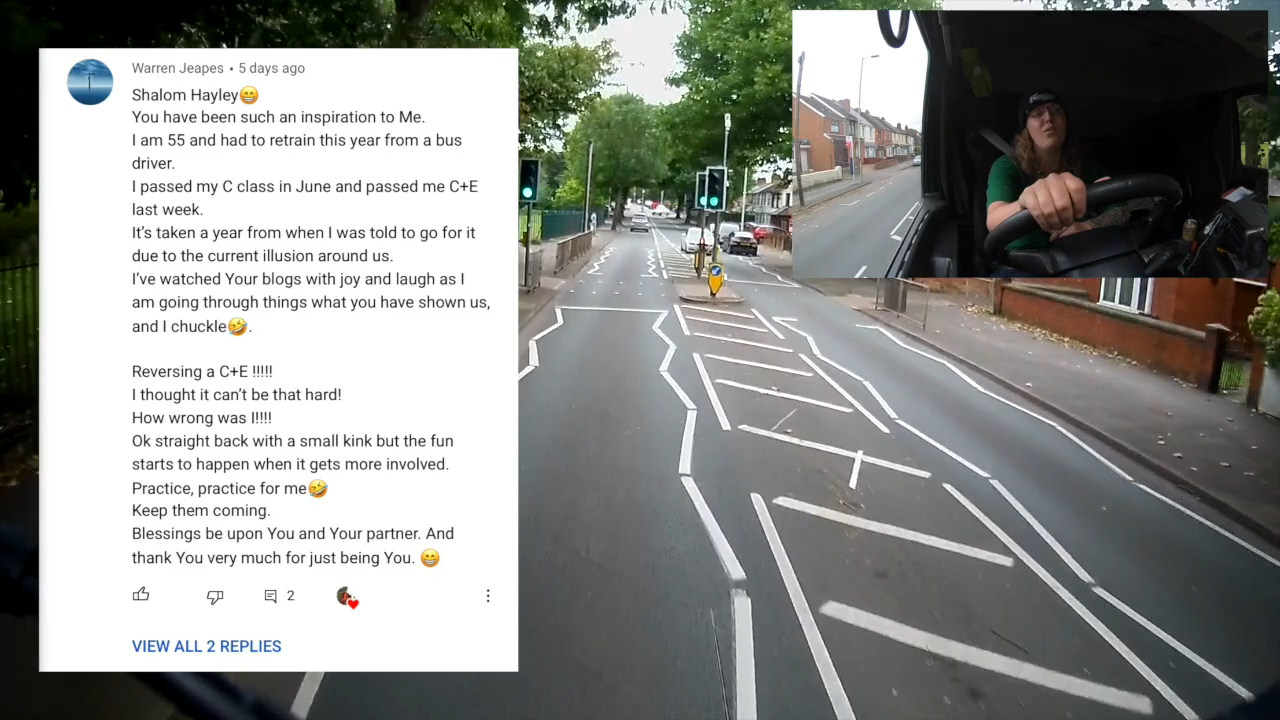 Warren Jeapes • 5 days ago
Shalom Hayley😁
You have been such an inspiration to Me.
I am 55 and had to retrain this year from a bus
driver.
I passed my C class in June and passed me C+E
last week.
It’s taken a year from when I was told to go for it
due to the current illusion around us.
I’ve watched Your blogs with joy and laugh as I
am going through things what you have shown us,
and I chuckle🤣.
Reversing a C+E !!!!!
I thought it can’t be that hard!
How wrong was I!!!!
Ok straight back with a small kink but the fun
starts to happen when it gets more involved.
Practice, practice for me🤣
Keep them coming.
Blessings be upon You and Your partner. And
thank You very much for just being You. 😁
2
VIEW ALL 2 REPLIES